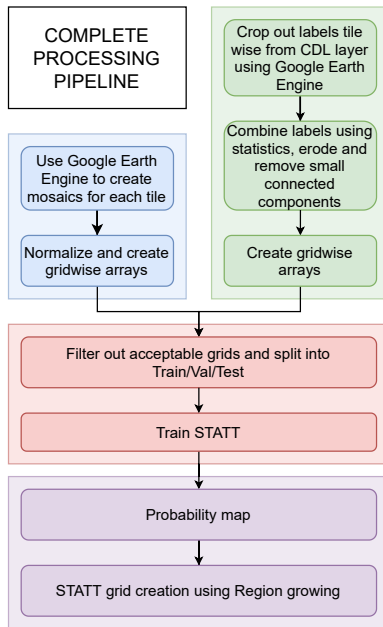 COMPLETE
PROCESSING
PIPELINE
Crop out labels tile
wise from CDL layer
using Google Earth
Engine
Combine labels using
statistics, erode and
remove small
connected
components
Create gridwise
arrays
Use Google Earth
Engine to create
mosaics for each tile
Normalize and create
gridwise arrays
Filter out acceptable grids and split into
Train/Val/Test
Train STATT
Probability map
STATT grid creation using Region growing